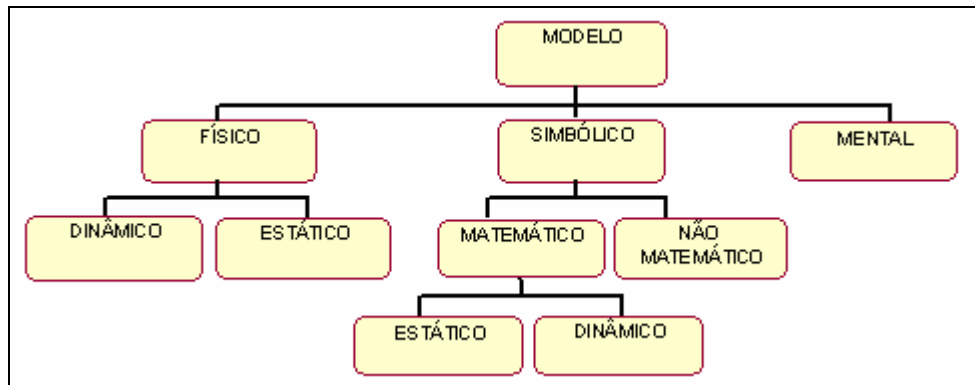 MODELO
FÍSICO
SIMBÓLICO
MENTAL
DINÂMICO
ESTÁTICO
MATEMÁTICO
NÃO
MATEMÁTICO
ESTÁTICO
DINÂMICO